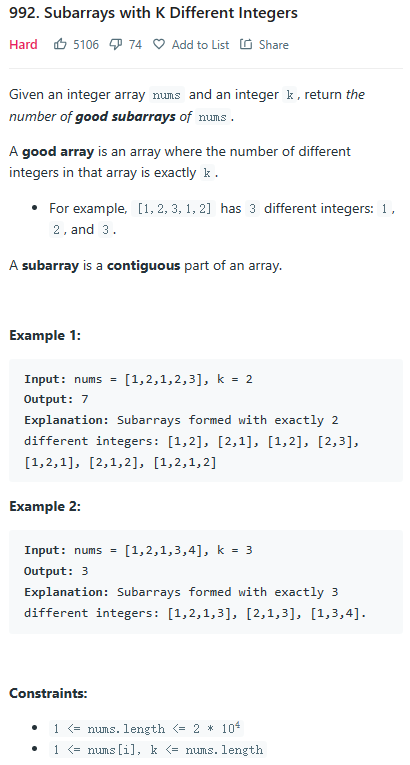 992. Subarrays with K Different Integers
Hard 5106 74 Add to List Share
Given an integer array nums and an integer k, return the
number of good subarrays of nums.
A good array is an array where the number of different
integers in that array is exactly k.
• For example, [1,2,3,1,2] has 3 different integers: 1,
2, and 3.
A subarray is a contiguous part of an array.
Example 1:
Input: nums = [1,2,1,2,3], k = 2
Output: 7
Explanation: Subarrays formed with exactly 2
different integers: [1,2], [2,1], [1,2], [2,3],
[1,2,1], [2,1,2], [1,2,1,2]
Example 2:
Input: nums = [1,2,1,3,4], k = 3
Output: 3
Explanation: Subarrays formed with exactly 3
different integers: [1,2,1,3], [2,1,3], [1,3,4].
Constraints:
• 1 <= nums.length <= 2 * 10⁴
• 1 <= nums[i], k <= nums.length